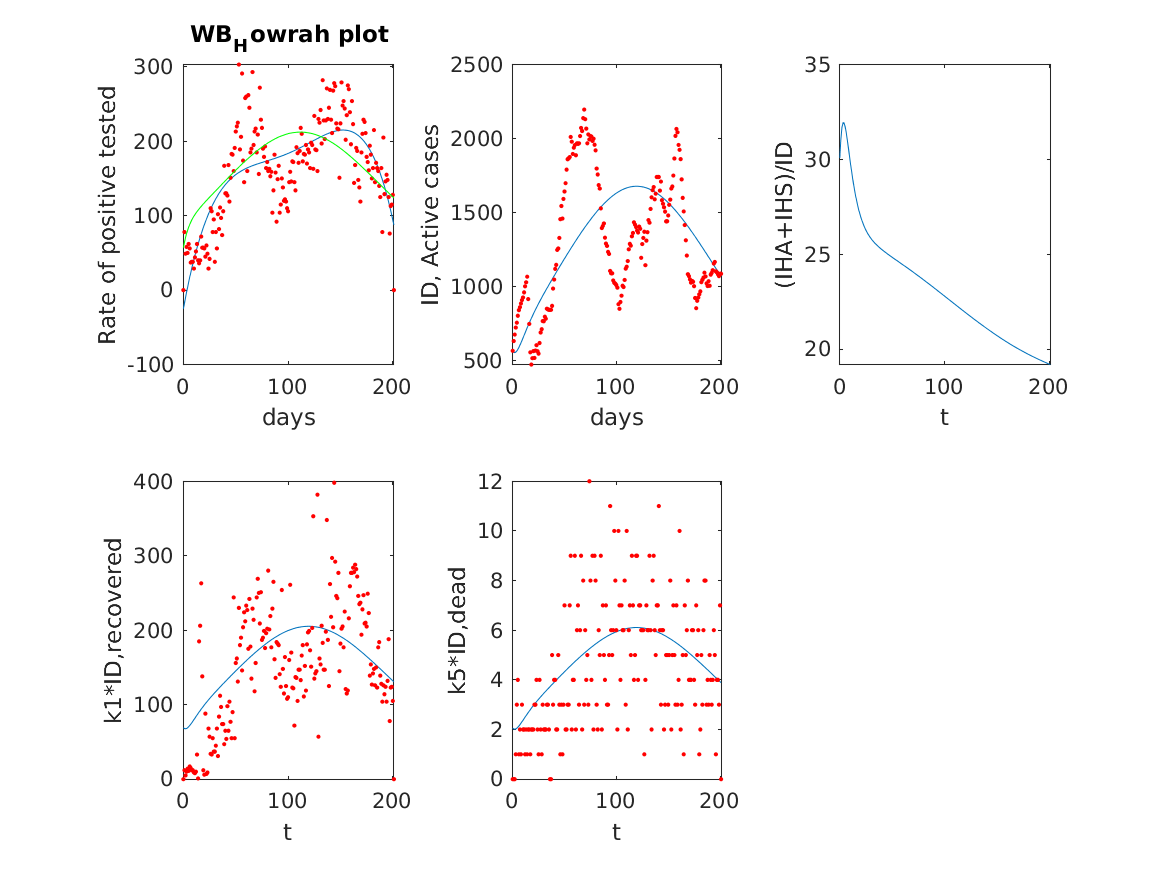 WB_Howrah plot
Rate of positive tested
300
200
100
0
-100
0 100 200
days
ID, Active cases
2500
2000
1500
1000
500
0 100 200
days
(IHA+IHS)/ID
35
30
25
20
0 100 200
t
k1*ID,recovered
400
300
200
100
0
0 100 200
t
k5*ID,dead
12
10
8
6
4
2
0
0 100 200
t